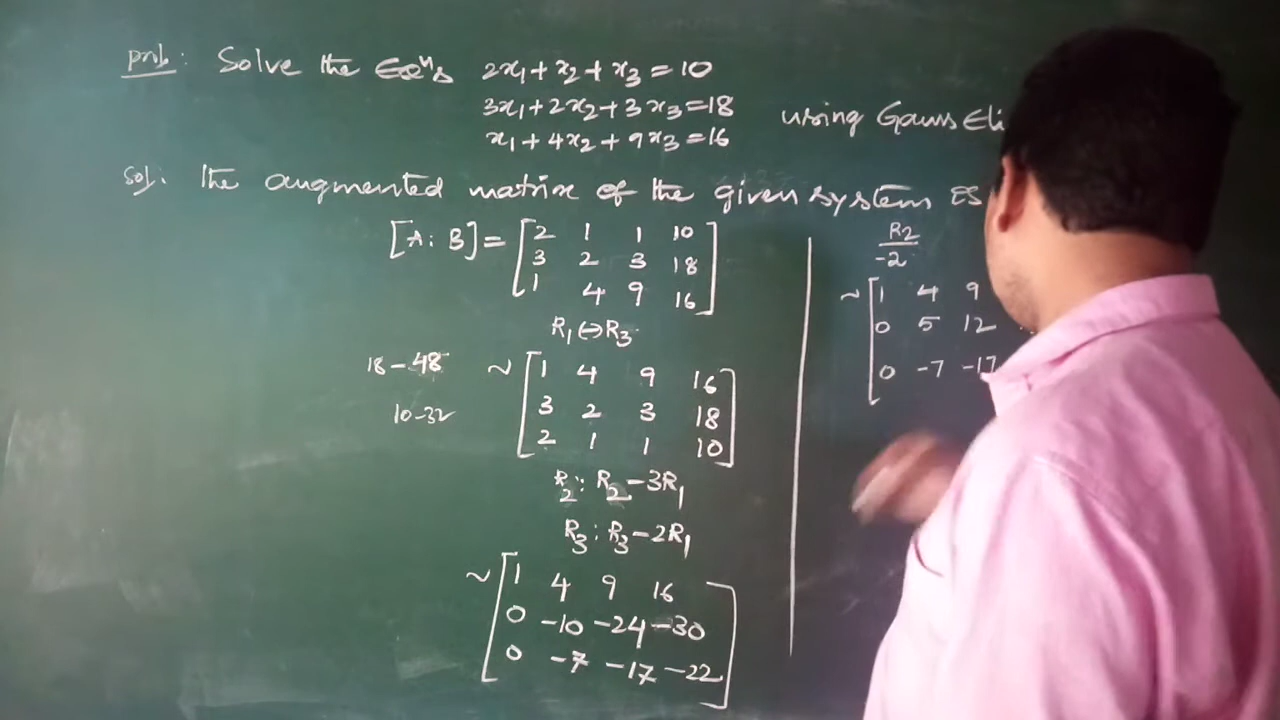 prob: Solve the Eqⁿs 2x₁ + x₂ + x₃ = 10
3x₁ + 2x₂ + 3x₃ = 18
x₁ + 4x₂ + 9x₃ = 16
using Gauss Eli
Sol: The augmented matrix of the given system is
[A : B] = [2 1 1 10
3 2 3 18
1 4 9 16]
R₁ ↔ R₃
18 - 48
10 - 32
~ [1 4 9 16
3 2 3 18
2 1 1 10]
R₂ : R₂ - 3R₁
R₃ : R₃ - 2R₁
~ [1 4 9 16
0 -10 -24 -30
0 -7 -17 -22]
R₂
-2
~ [1 4 9
0 5 12
0 -7 -17